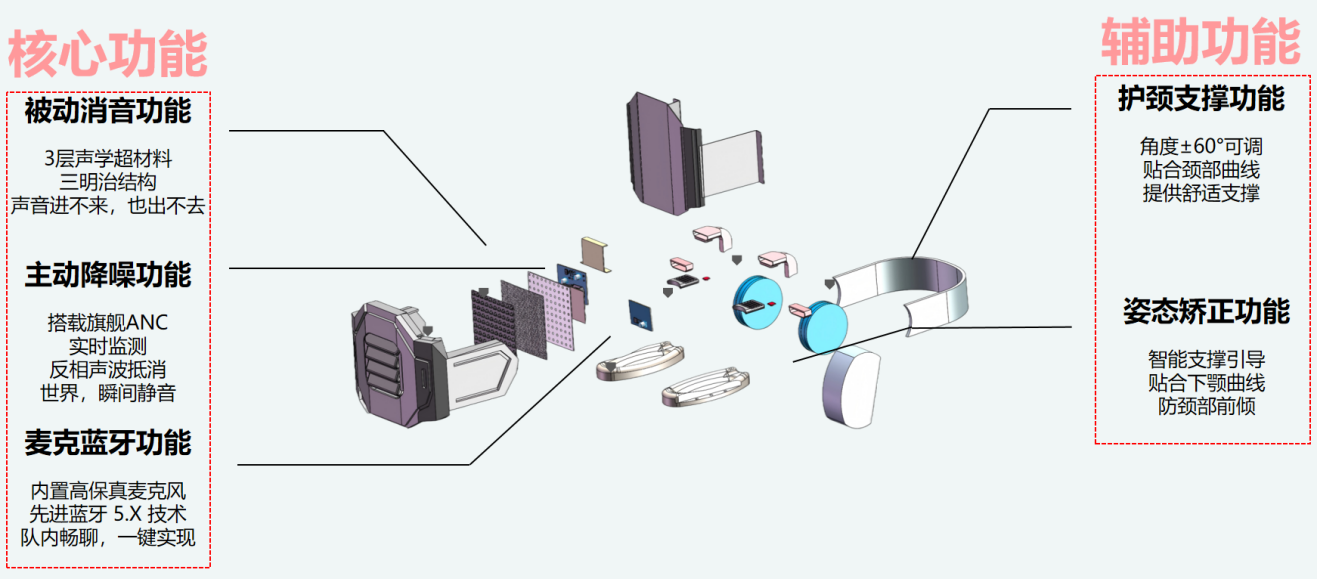 核心功能
被动消音功能
3层声学超材料
三明治结构
声音进不来，也出不去
主动降噪功能
搭载旗舰ANC
实时监测
反相声波抵消
世界，瞬间静音
麦克蓝牙功能
内置高保真麦克风
先进蓝牙 5.X 技术
队内畅聊，一键实现
辅助功能
护颈支撑功能
角度±60°可调
贴合颈部曲线
提供舒适支撑
姿态矫正功能
智能支撑引导
贴合下颚曲线
防颈部前倾